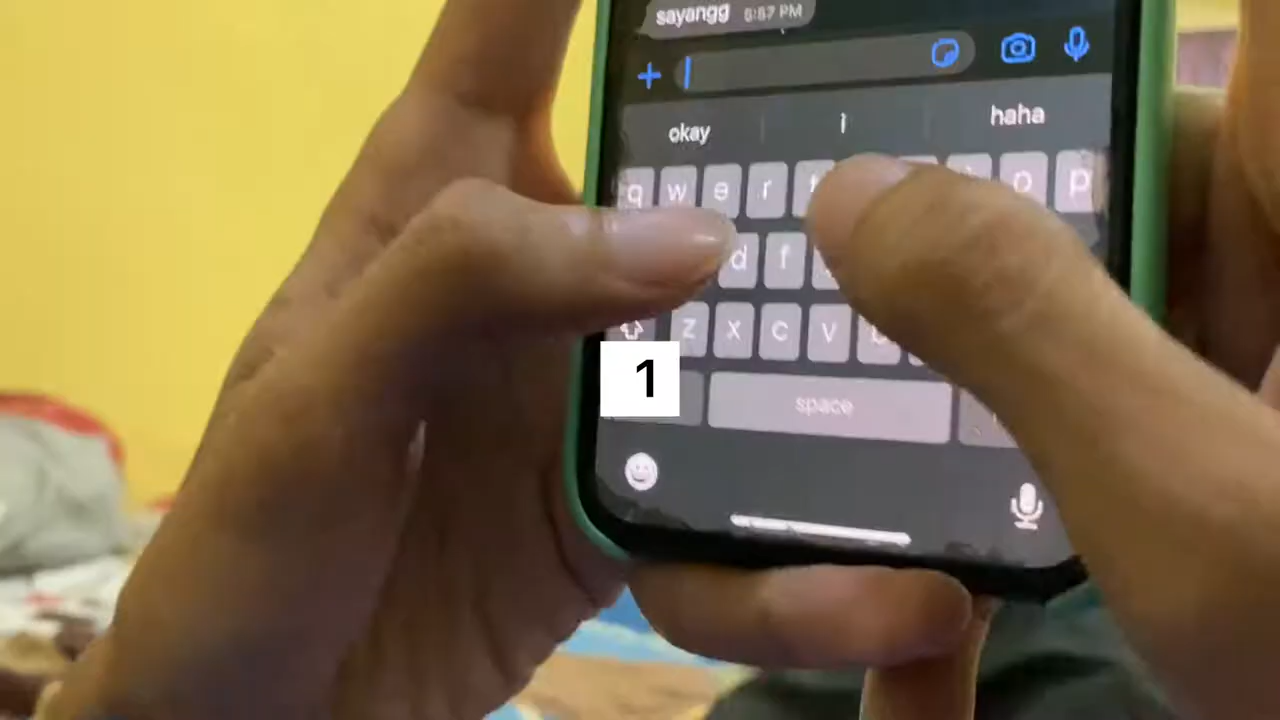 sayangg 5:57 PM
okay i haha
q w e r t o p
d f
z x c v b
1
space